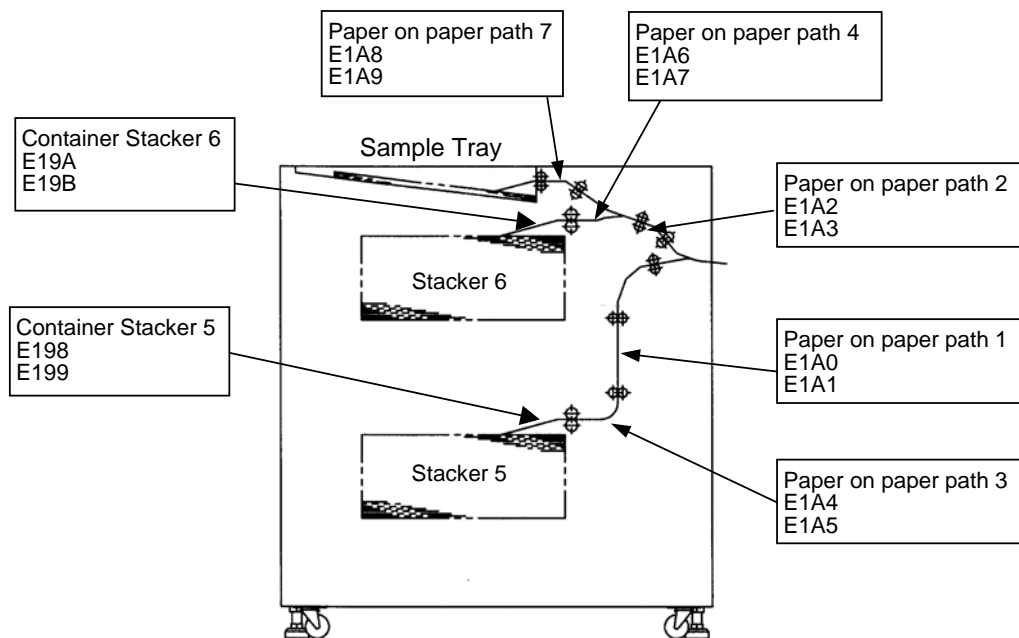 Paper on paper path 7
E1A8
E1A9
Paper on paper path 4
E1A6
E1A7
Container Stacker 6
E19A
E19B
Sample Tray
Paper on paper path 2
E1A2
E1A3
Stacker 6
Container Stacker 5
E198
E199
Paper on paper path 1
E1A0
E1A1
Stacker 5
Paper on paper path 3
E1A4
E1A5